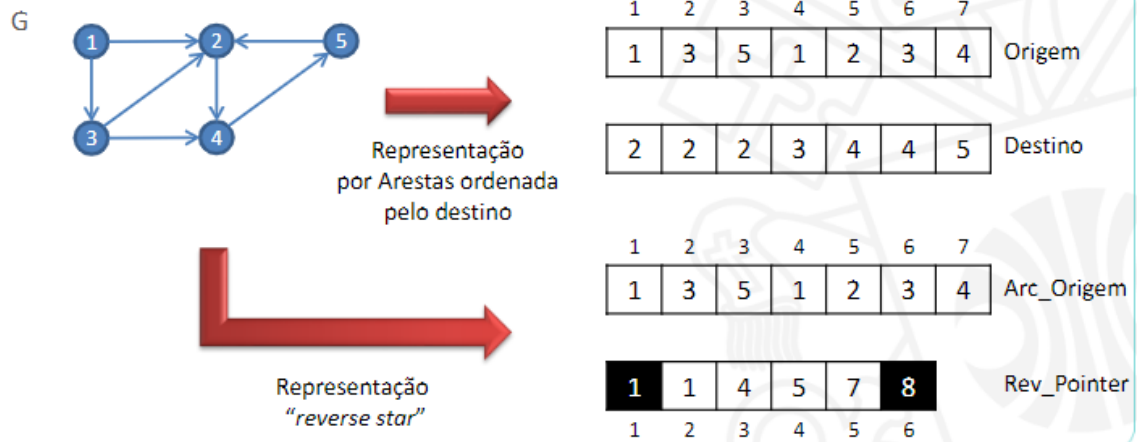 G
1
2
5
3
4
Representação
por Arestas ordenada
pelo destino
1 2 3 4 5 6 7
1 3 5 1 2 3 4 Origem
2 2 2 3 4 4 5 Destino
Representação
“reverse star”
1 2 3 4 5 6 7
1 3 5 1 2 3 4 Arc_Origem
1 1 4 5 7 8 Rev_Pointer
1 2 3 4 5 6